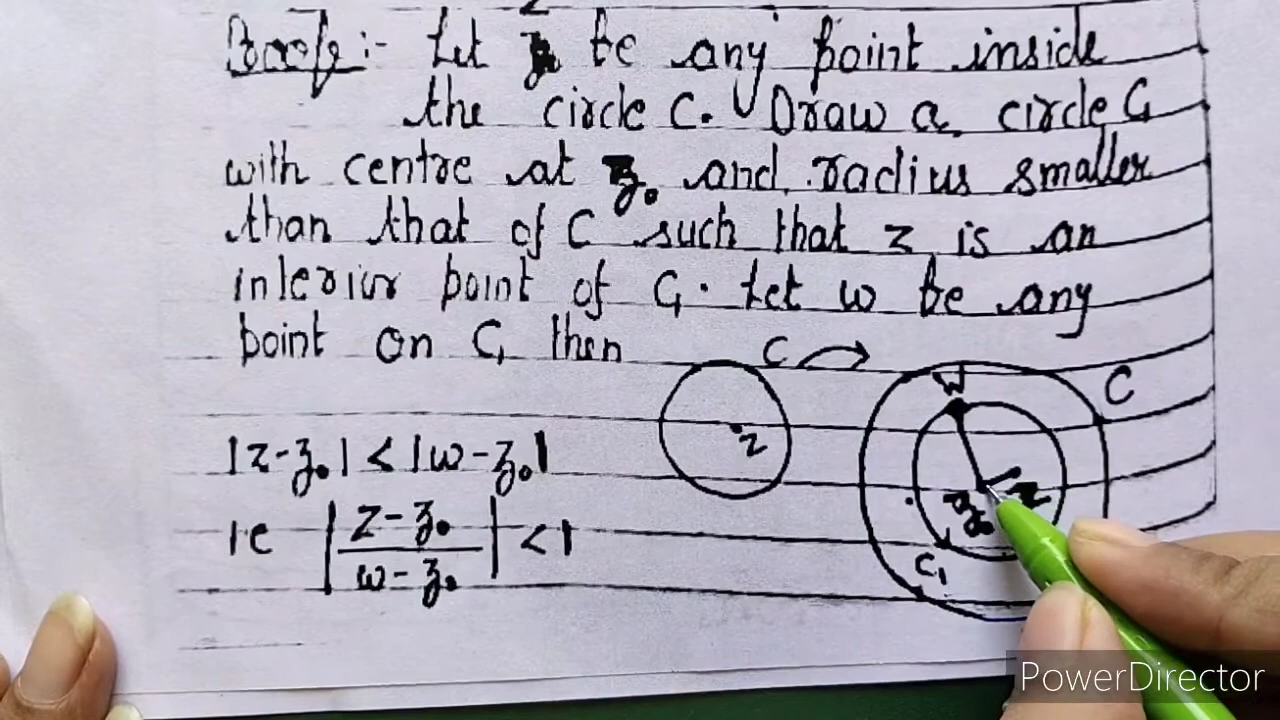 Proof:- Let z be any point inside
the circle C. Draw a circle C₁
with centre at z₀ and radius smaller
than that of C such that z is an
interior point of C₁. Let w be any
point on C₁ then
C
W
C
z
|z-z₀| < |w-z₀|
z₀
z
ie |z-z₀ / w-z₀| < 1
C₁
PowerDirector